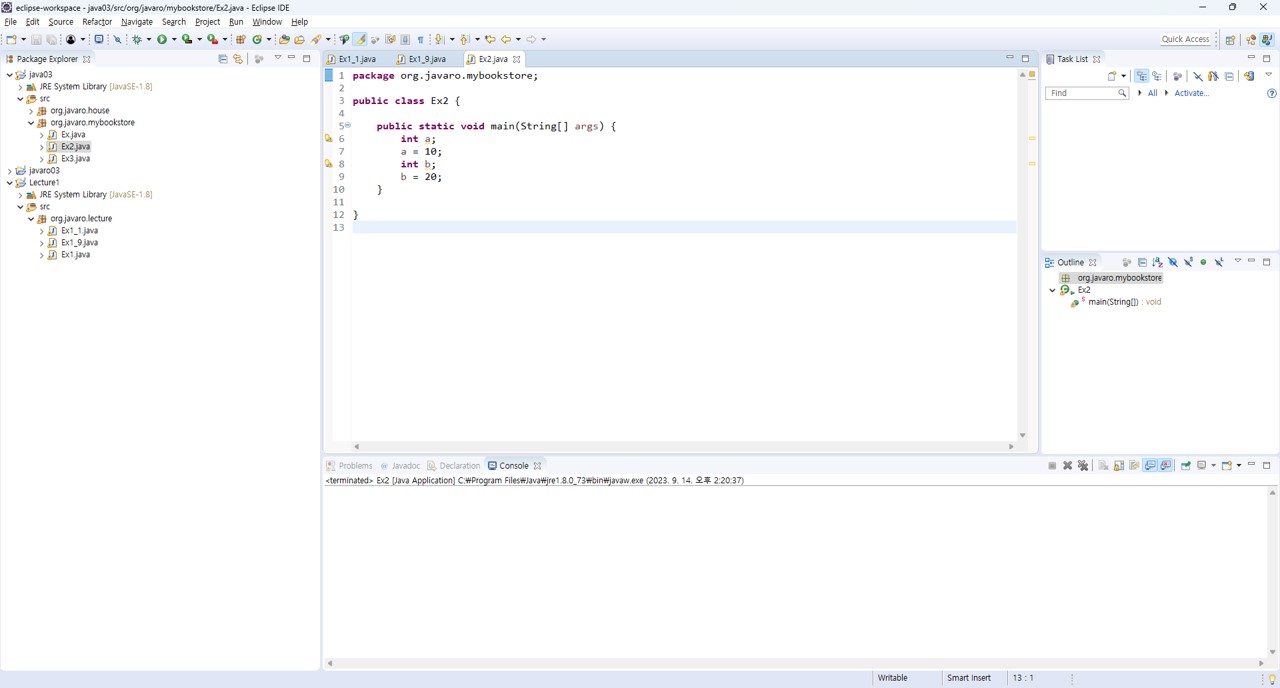 eclipse-workspace - java03/src/org/javaro/mybookstore/Ex2.java - Eclipse IDE
File Edit Source Refactor Navigate Search Project Run Window Help
Quick Access
Package Explorer
java03
JRE System Library [JavaSE-1.8]
src
org.javaro.house
org.javaro.mybookstore
Ex.java
Ex2.java
Ex3.java
javaro03
Lecture1
JRE System Library [JavaSE-1.8]
src
org.javaro.lecture
Ex1_1.java
Ex1_9.java
Ex1.java
Ex1_1.java Ex1_9.java Ex2.java
1 package org.javaro.mybookstore;
2
3 public class Ex2 {
4
5 public static void main(String[] args) {
6 int a;
7 a = 10;
8 int b;
9 b = 20;
10 }
11
12 }
13
Task List
Find All Activate...
Outline
org.javaro.mybookstore
Ex2
S main(String[]) : void
Problems Javadoc Declaration Console
<terminated> Ex2 [Java Application] C:₩Program Files₩Java₩jre1.8.0_73₩bin₩javaw.exe (2023. 9. 14. 오후 2:20:37)
Writable Smart Insert 13 : 1